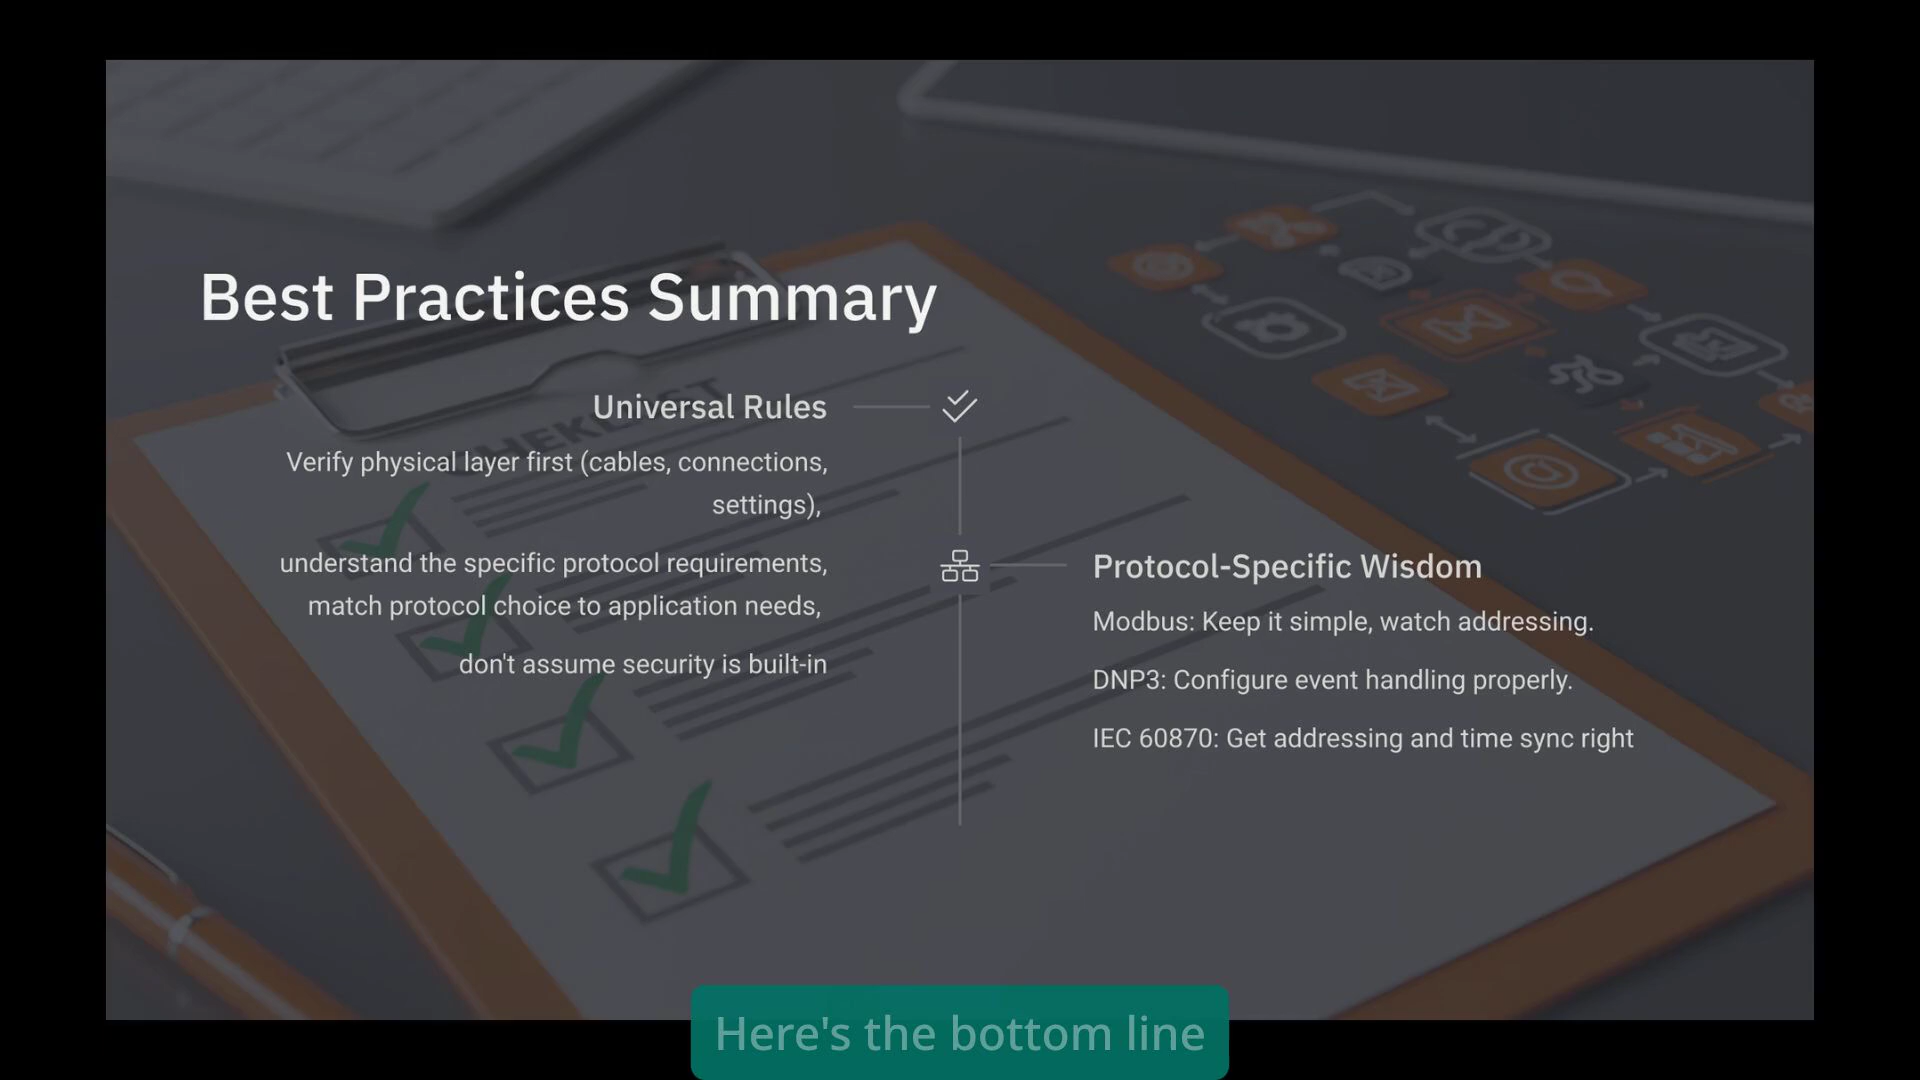 Best Practices Summary
Universal Rules
Verify physical layer first (cables, connections,
settings),
understand the specific protocol requirements,
match protocol choice to application needs,
don't assume security is built-in
Protocol-Specific Wisdom
Modbus: Keep it simple, watch addressing.
DNP3: Configure event handling properly.
IEC 60870: Get addressing and time sync right
Here's the bottom line